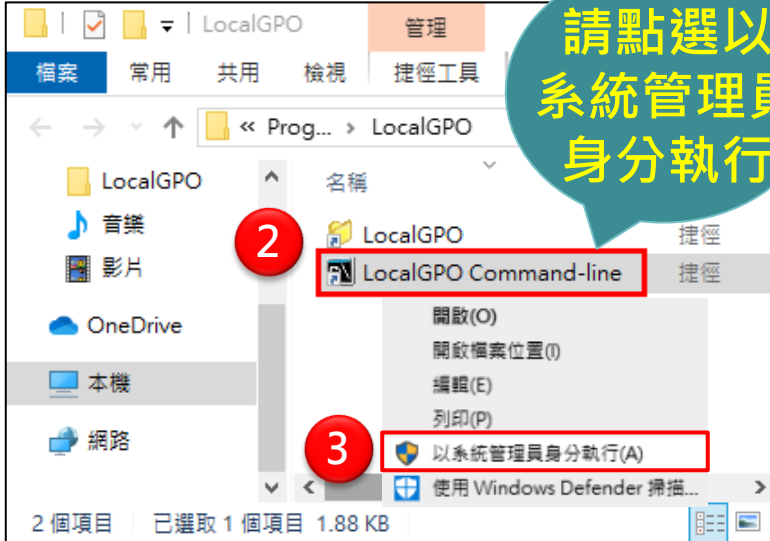 LocalGPO
管理
請點選以
系統管理員
身分執行
檔案 常用 共用 檢視 捷徑工具
« Prog... › LocalGPO
LocalGPO
名稱
音樂
2
LocalGPO 捷徑
影片
LocalGPO Command-line 捷徑
開啟(O)
OneDrive
開啟檔案位置(I)
本機
編輯(E)
列印(P)
網路
3
以系統管理員身分執行(A)
使用 Windows Defender 掃描...
2 個項目 已選取 1 個項目 1.88 KB